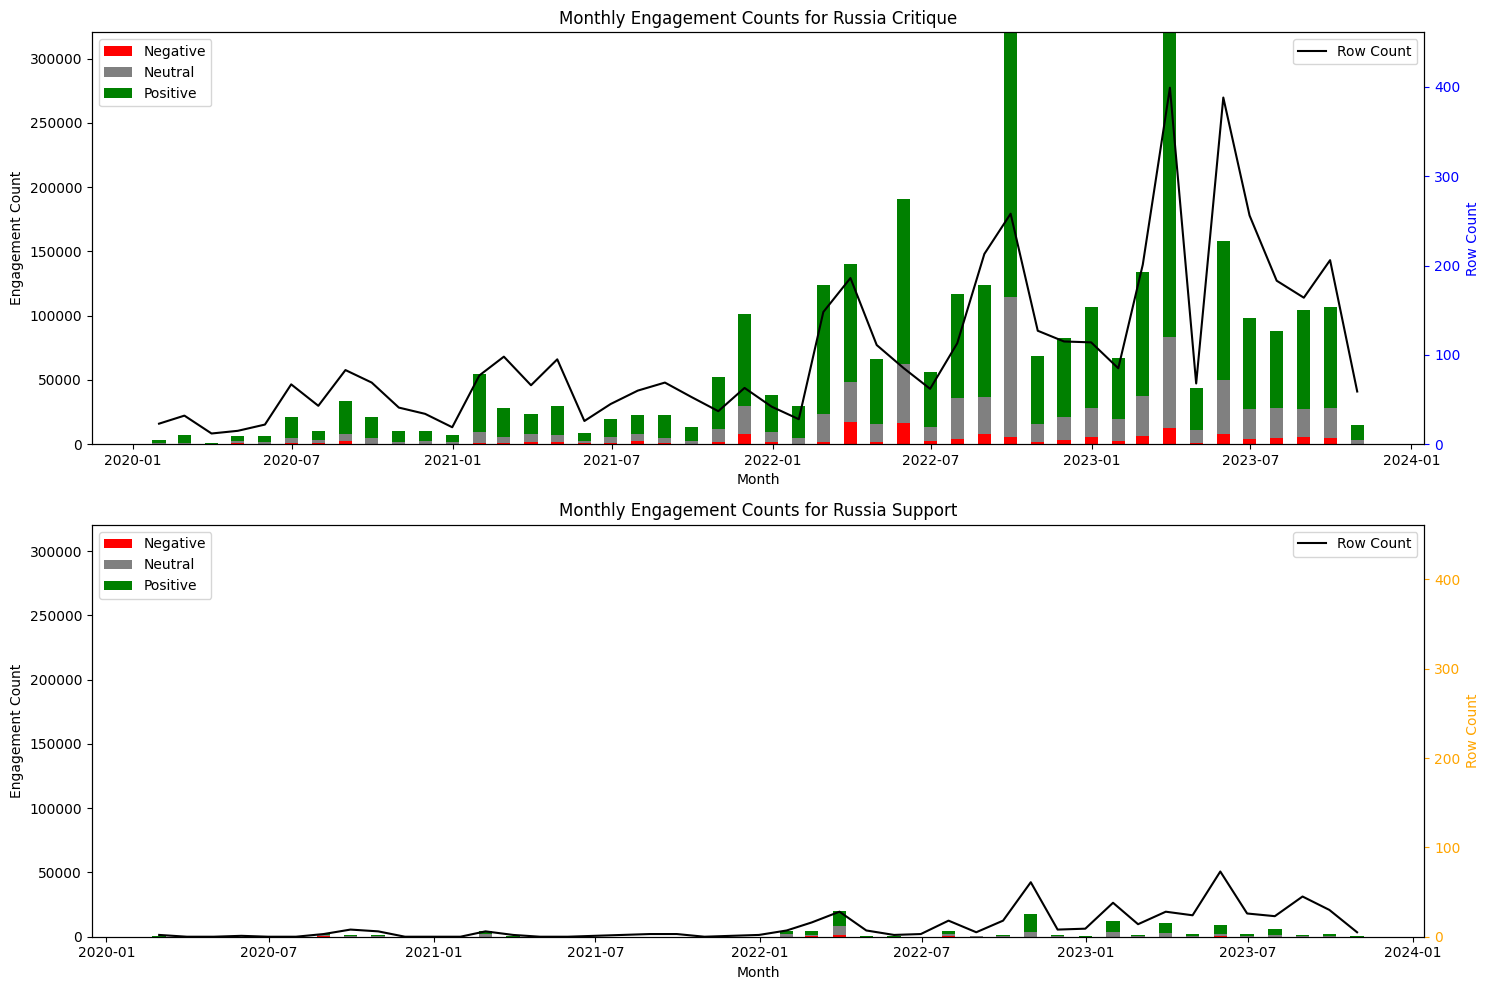 Monthly Engagement Counts for Russia Critique
Negative
Neutral
Positive
Row Count
300000
250000
200000
150000
100000
50000
0
Engagement Count
400
300
200
100
0
Row Count
2020-01 2020-07 2021-01 2021-07 2022-01 2022-07 2023-01 2023-07 2024-01
Month
Monthly Engagement Counts for Russia Support
Negative
Neutral
Positive
Row Count
300000
250000
200000
150000
100000
50000
0
Engagement Count
400
300
200
100
0
Row Count
2020-01 2020-07 2021-01 2021-07 2022-01 2022-07 2023-01 2023-07 2024-01
Month